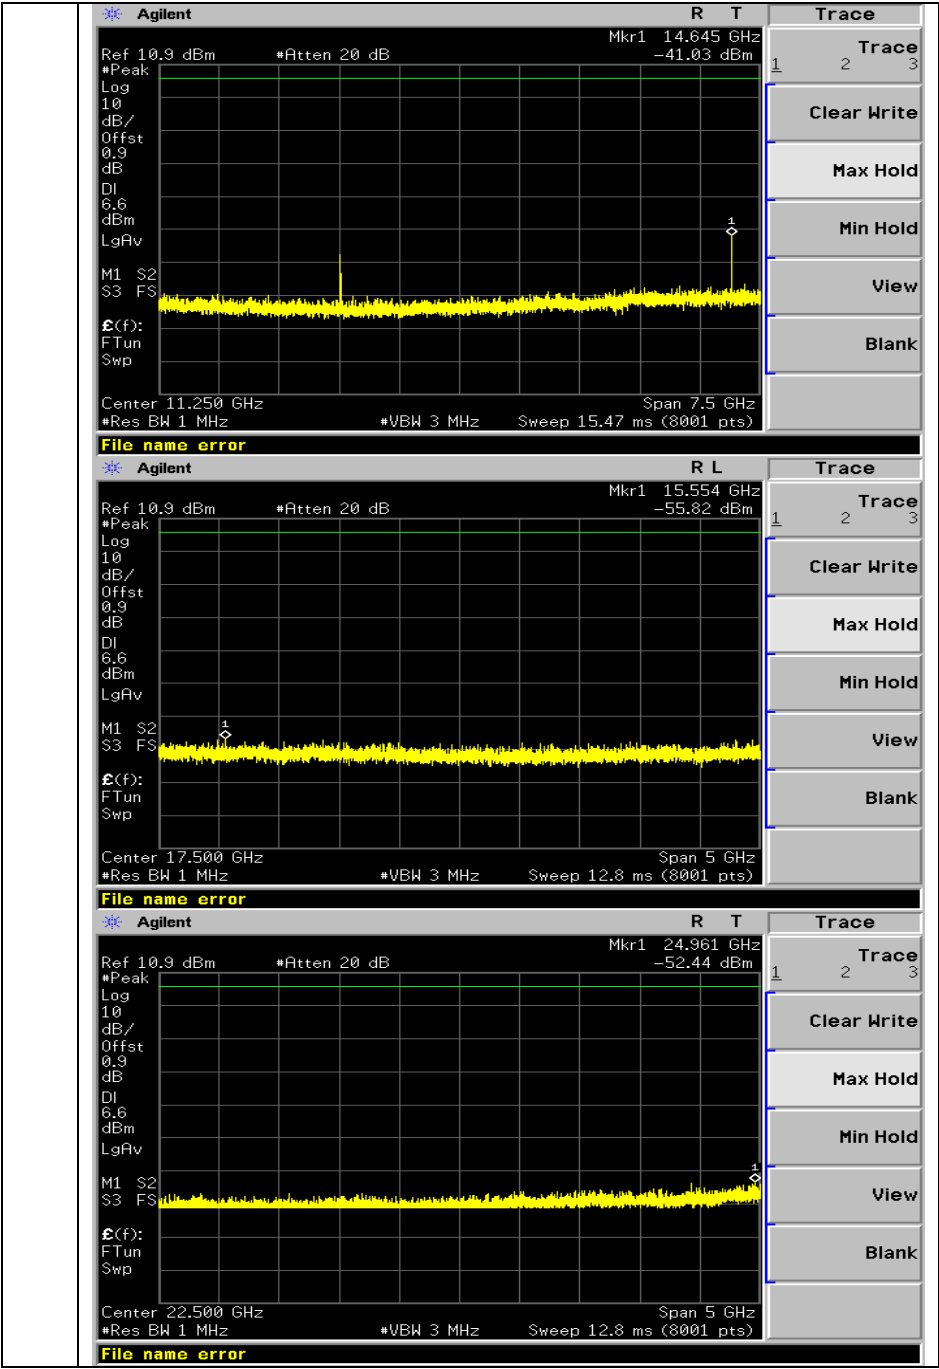 Agilent R T Trace
Mkr1 14.645 GHz
Ref 10.9 dBm #Atten 20 dB -41.03 dBm
#Peak
Log
10
dB/
Offst
0.9
dB
DI
6.6
dBm
LgAv
M1 S2
S3 FS
£(f):
FTun
Swp
1
Center 11.250 GHz Span 7.5 GHz
#Res BW 1 MHz #VBW 3 MHz Sweep 15.47 ms (8001 pts)
File name error
Trace
1 2 3
Clear Write
Max Hold
Min Hold
View
Blank
Agilent R L Trace
Mkr1 15.554 GHz
Ref 10.9 dBm #Atten 20 dB -55.82 dBm
#Peak
Log
10
dB/
Offst
0.9
dB
DI
6.6
dBm
LgAv
M1 S2
S3 FS
£(f):
FTun
Swp
1
Center 17.500 GHz Span 5 GHz
#Res BW 1 MHz #VBW 3 MHz Sweep 12.8 ms (8001 pts)
File name error
Trace
1 2 3
Clear Write
Max Hold
Min Hold
View
Blank
Agilent R T Trace
Mkr1 24.961 GHz
Ref 10.9 dBm #Atten 20 dB -52.44 dBm
#Peak
Log
10
dB/
Offst
0.9
dB
DI
6.6
dBm
LgAv
M1 S2
S3 FS
£(f):
FTun
Swp
1
Center 22.500 GHz Span 5 GHz
#Res BW 1 MHz #VBW 3 MHz Sweep 12.8 ms (8001 pts)
File name error
Trace
1 2 3
Clear Write
Max Hold
Min Hold
View
Blank